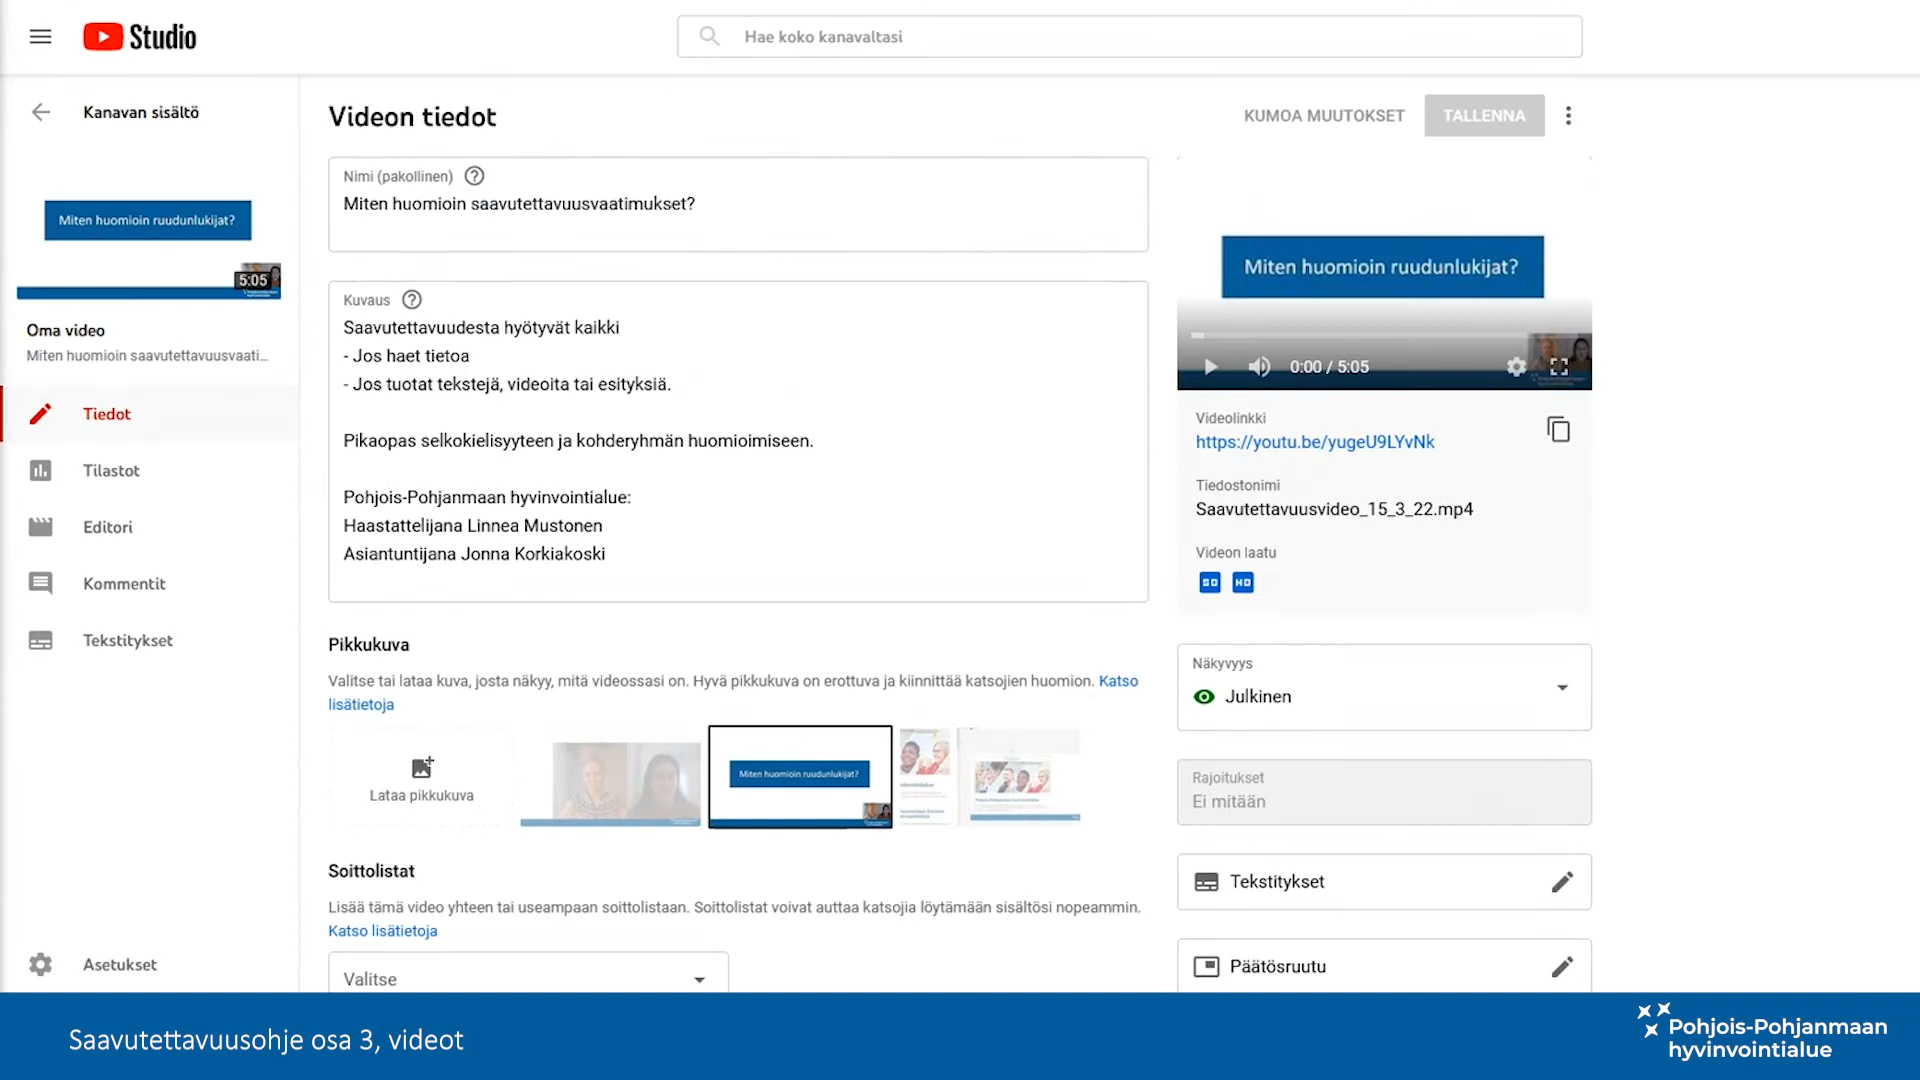 Studio
Hae koko kanavaltasi
Kanavan sisältö
Miten huomioin ruudunlukijat?
5:05
Oma video
Miten huomioin saavutettavuusvaati...
Tiedot
Tilastot
Editori
Kommentit
Tekstitykset
Asetukset
Videon tiedot
KUMOA MUUTOKSET
TALLENNA
Nimi (pakollinen)
Miten huomioin saavutettavuusvaatimukset?
Kuvaus
Saavutettavuudesta hyötyvät kaikki
- Jos haet tietoa
- Jos tuotat tekstejä, videoita tai esityksiä.
Pikaopas selkokielisyyteen ja kohderyhmän huomioimiseen.
Pohjois-Pohjanmaan hyvinvointialue:
Haastattelijana Linnea Mustonen
Asiantuntijana Jonna Korkiakoski
Pikkukuva
Valitse tai lataa kuva, josta näkyy, mitä videossasi on. Hyvä pikkukuva on erottuva ja kiinnittää katsojien huomion. Katso
lisätietoja
Lataa pikkukuva
Miten huomioin ruudunlukijat?
Soittolistat
Lisää tämä video yhteen tai useampaan soittolistaan. Soittolistat voivat auttaa katsojia löytämään sisältösi nopeammin.
Katso lisätietoja
Valitse
Miten huomioin ruudunlukijat?
0:00 / 5:05
Videolinkki
https://youtu.be/yugeU9LYvNk
Tiedostonimi
Saavutettavuusvideo_15_3_22.mp4
Videon laatu
SD HD
Näkyvyys
Julkinen
Rajoitukset
Ei mitään
Tekstitykset
Päätösruutu
Saavutettavuusohje osa 3, videot
Pohjois-Pohjanmaan
hyvinvointialue